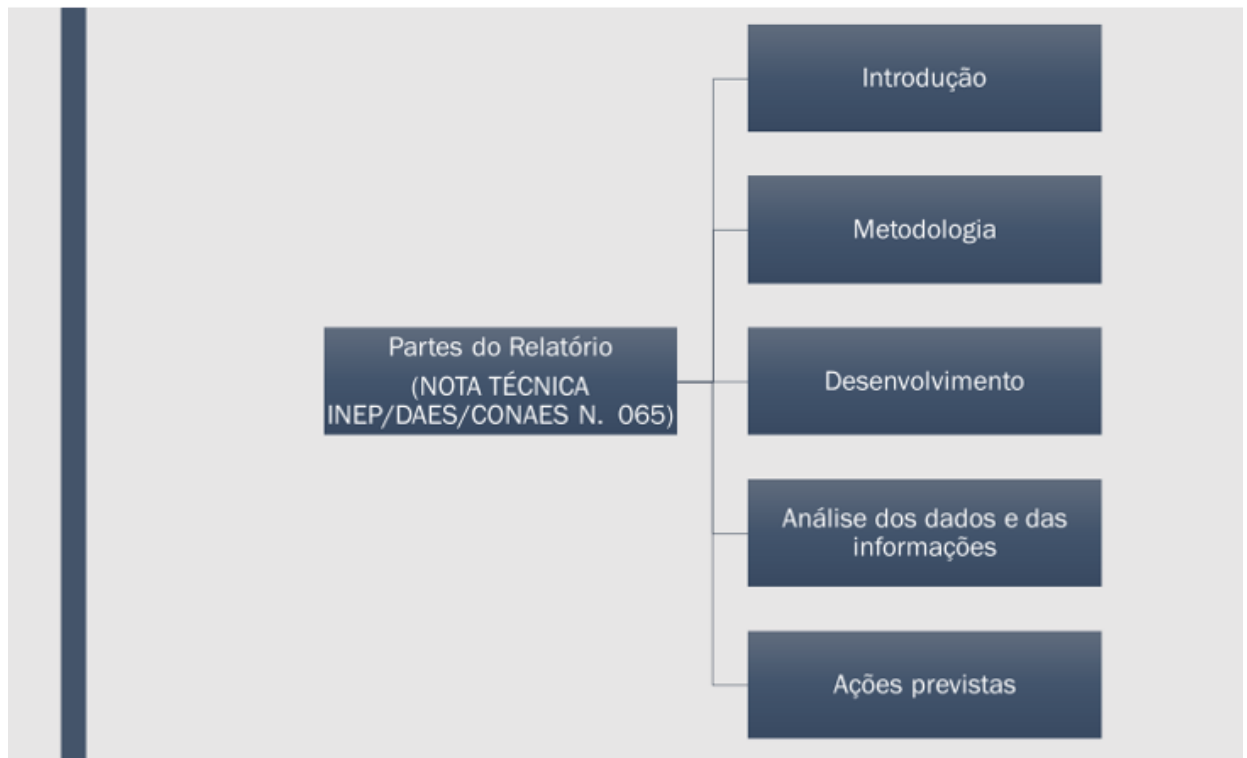 Introdução
Metodologia
Partes do Relatório
(NOTA TÉCNICA
INEP/DAES/CONAES N. 065)
Desenvolvimento
Análise dos dados e das
informações
Ações previstas